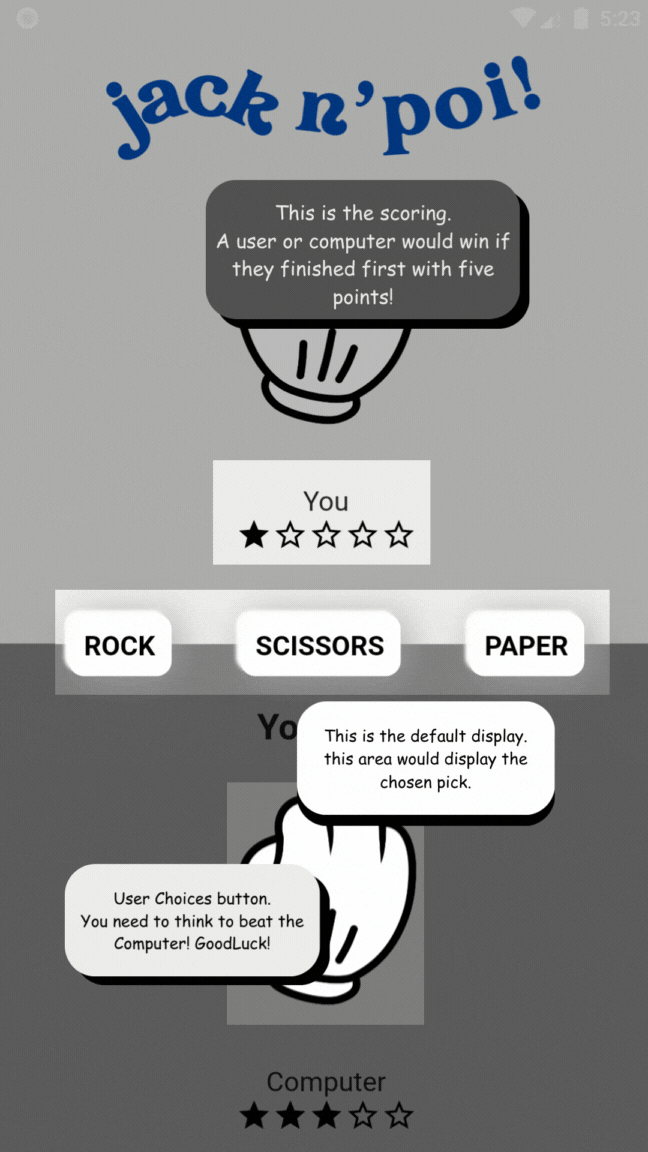 5:23
jack n'poi!
This is the scoring.
A user or computer would win if
they finished first with five
points!
You
ROCK
SCISSORS
PAPER
This is the default display.
this area would display the
chosen pick.
User Choices button.
You need to think to beat the
Computer! GoodLuck!
Computer